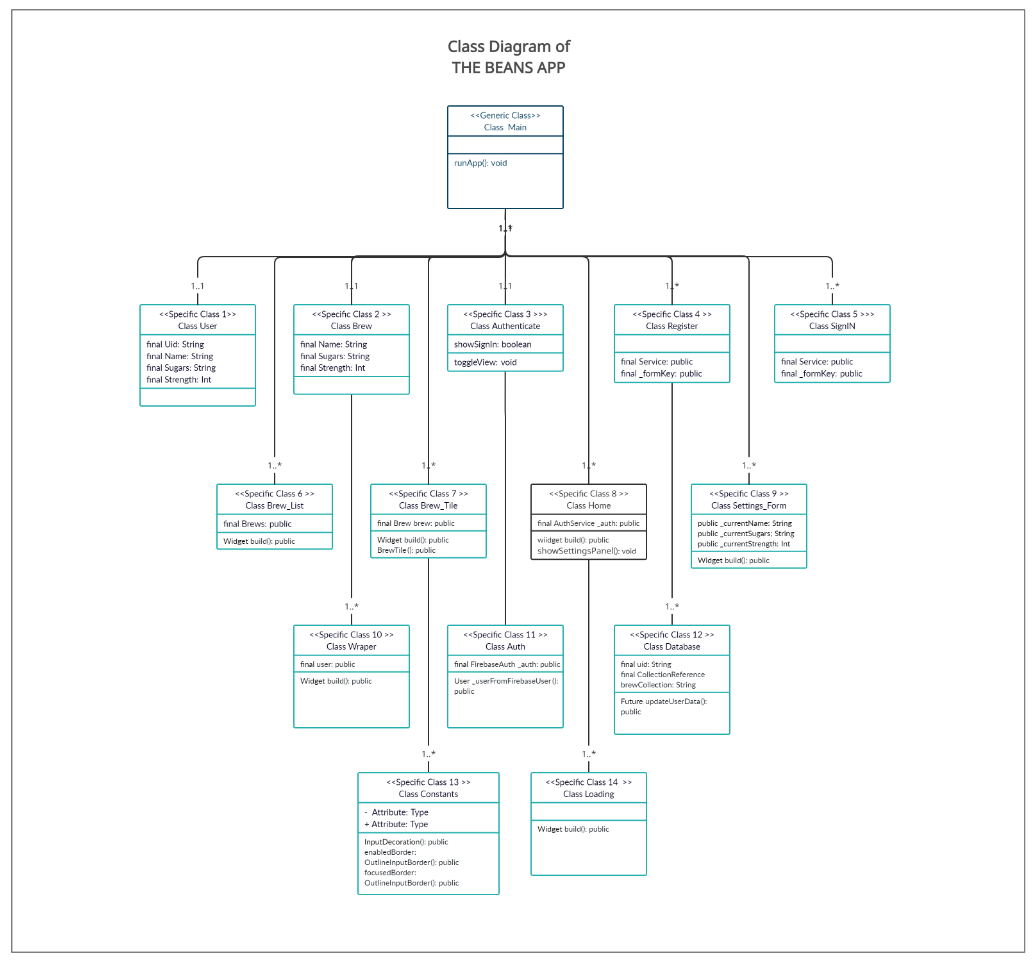 Class Diagram of
THE BEANS APP
<<Generic Class>>
Class Main
runApp(): void
1..*
1..1
1..1
1..1
1..*
1..*
<<Specific Class 1>>
Class User
final Uid: String
final Name: String
final Sugars: String
final Strength: Int
<<Specific Class 2 >>
Class Brew
final Name: String
final Sugars: String
final Strength: Int
<<Specific Class 3 >>>
Class Authenticate
showSignIn: boolean
toggleView: void
<<Specific Class 4 >>>
Class Register
final Service: public
final _formKey: public
<<Specific Class 5 >>>
Class SignIN
final Service: public
final _formKey: public
1..*
1..*
1..*
1..*
<<Specific Class 6 >>
Class Brew_List
final Brews: public
Widget build(): public
<<Specific Class 7 >>
Class Brew_Tile
final Brew brew: public
Widget build(): public
BrewTile(): public
<<Specific Class 8 >>
Class Home
final AuthService _auth: public
wiidget build(): public
showSettingsPanel(): void
<<Specific Class 9 >>
Class Settings_Form
public _currentName: String
public _currentSugars; String
public _currentStrength: Int
Widget build(): public
1..*
1..*
<<Specific Class 10 >>
Class Wraper
final user: public
Widget build(): public
<<Specific Class 11 >>
Class Auth
final FirebaseAuth _auth: public
User _userFromFirebaseUser():
public
<<Specific Class 12 >>
Class Database
final uid: String
final CollectionReference
brewCollection: String
Future updateUserData():
public
1..*
1..*
<<Specific Class 13 >>
Class Constants
- Attribute: Type
+ Attribute: Type
InputDecoration(): public
enabledBorder:
OutlineInputBorder(): public
focusedBorder:
OutlineInputBorder(): public
<<Specific Class 14 >>
Class Loading
Widget build(): public